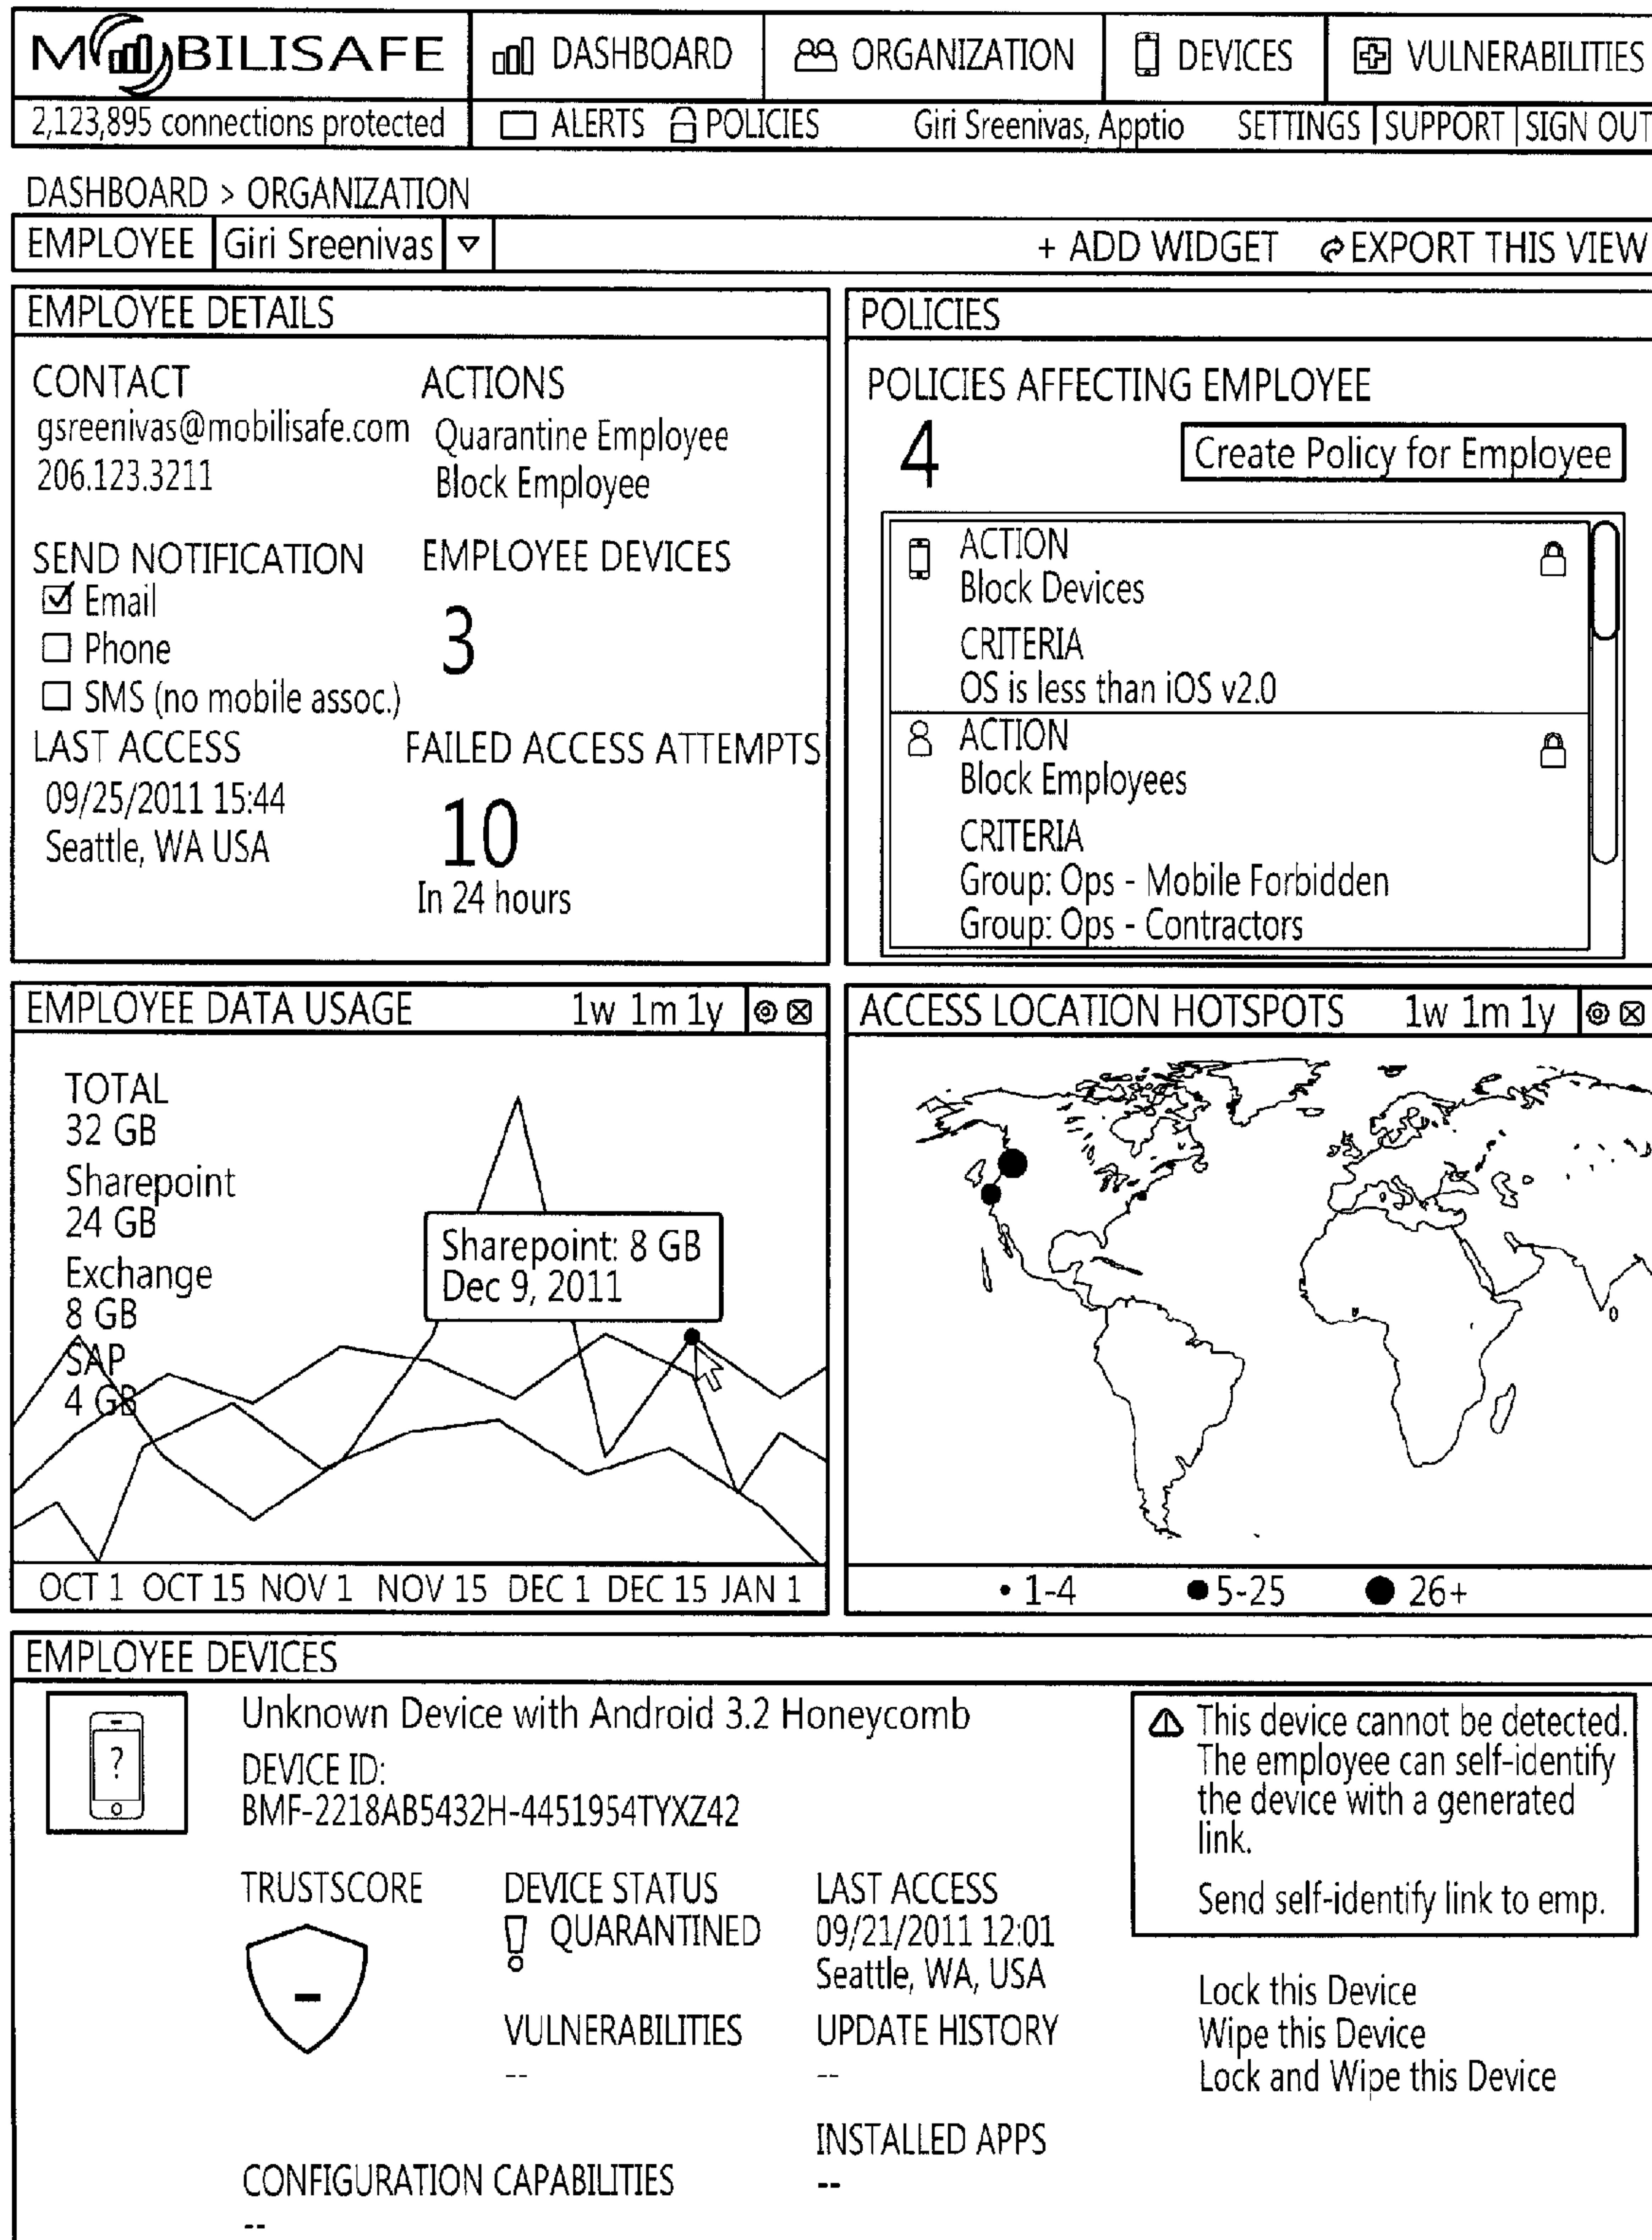 MOBILISAFE
DASHBOARD
ORGANIZATION
DEVICES
VULNERABILITIES
2,123,895 connections protected
ALERTS
POLICIES
Giri Sreenivas, Apptio
SETTINGS | SUPPORT | SIGN OUT
DASHBOARD > ORGANIZATION
EMPLOYEE
Giri Sreenivas
+ ADD WIDGET
EXPORT THIS VIEW
EMPLOYEE DETAILS
CONTACT
gsreenivas@mobilisafe.com
206.123.3211
ACTIONS
Quarantine Employee
Block Employee
SEND NOTIFICATION
Email
Phone
SMS (no mobile assoc.)
EMPLOYEE DEVICES
3
LAST ACCESS
09/25/2011 15:44
Seattle, WA USA
FAILED ACCESS ATTEMPTS
10
In 24 hours
POLICIES
POLICIES AFFECTING EMPLOYEE
4
Create Policy for Employee
ACTION
Block Devices
CRITERIA
OS is less than iOS v2.0
ACTION
Block Employees
CRITERIA
Group: Ops - Mobile Forbidden
Group: Ops - Contractors
EMPLOYEE DATA USAGE
1w 1m 1y
TOTAL
32 GB
Sharepoint
24 GB
Exchange
8 GB
SAP
4 GB
Sharepoint: 8 GB
Dec 9, 2011
OCT 1 OCT 15 NOV 1 NOV 15 DEC 1 DEC 15 JAN 1
ACCESS LOCATION HOTSPOTS
1w 1m 1y
1-4
5-25
26+
EMPLOYEE DEVICES
?
Unknown Device with Android 3.2 Honeycomb
DEVICE ID:
BMF-2218AB5432H-4451954TYXZ42
This device cannot be detected.
The employee can self-identify
the device with a generated
link.
Send self-identify link to emp.
TRUSTSCORE
-
DEVICE STATUS
QUARANTINED
LAST ACCESS
09/21/2011 12:01
Seattle, WA, USA
VULNERABILITIES
--
UPDATE HISTORY
--
Lock this Device
Wipe this Device
Lock and Wipe this Device
INSTALLED APPS
--
CONFIGURATION CAPABILITIES
--